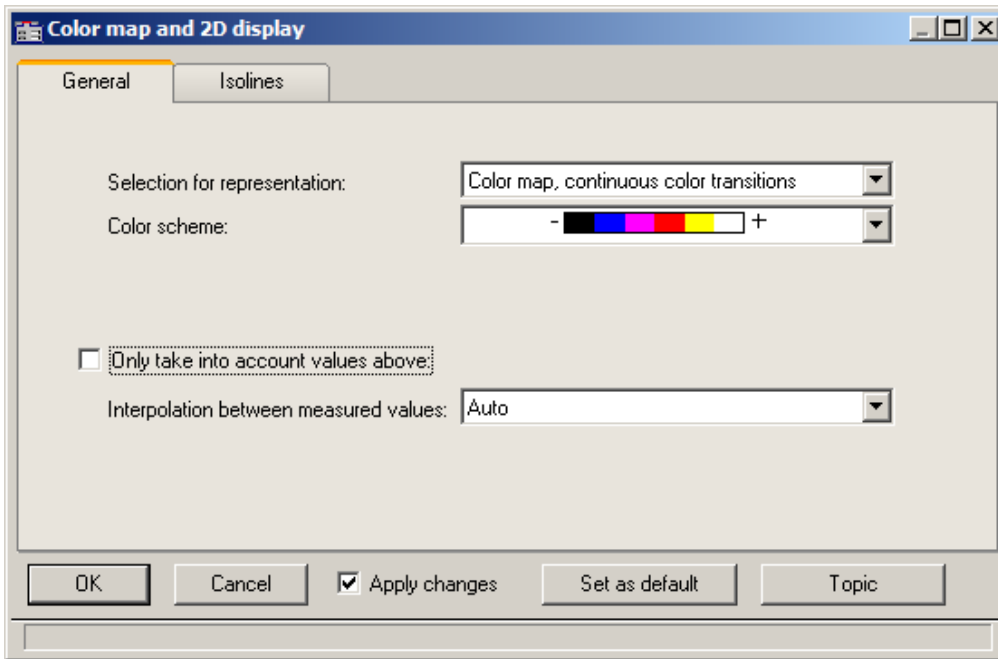 Color map and 2D display
General Isolines
Selection for representation: Color map, continuous color transitions
Color scheme: - +
Only take into account values above:
Interpolation between measured values: Auto
OK Cancel Apply changes Set as default Topic